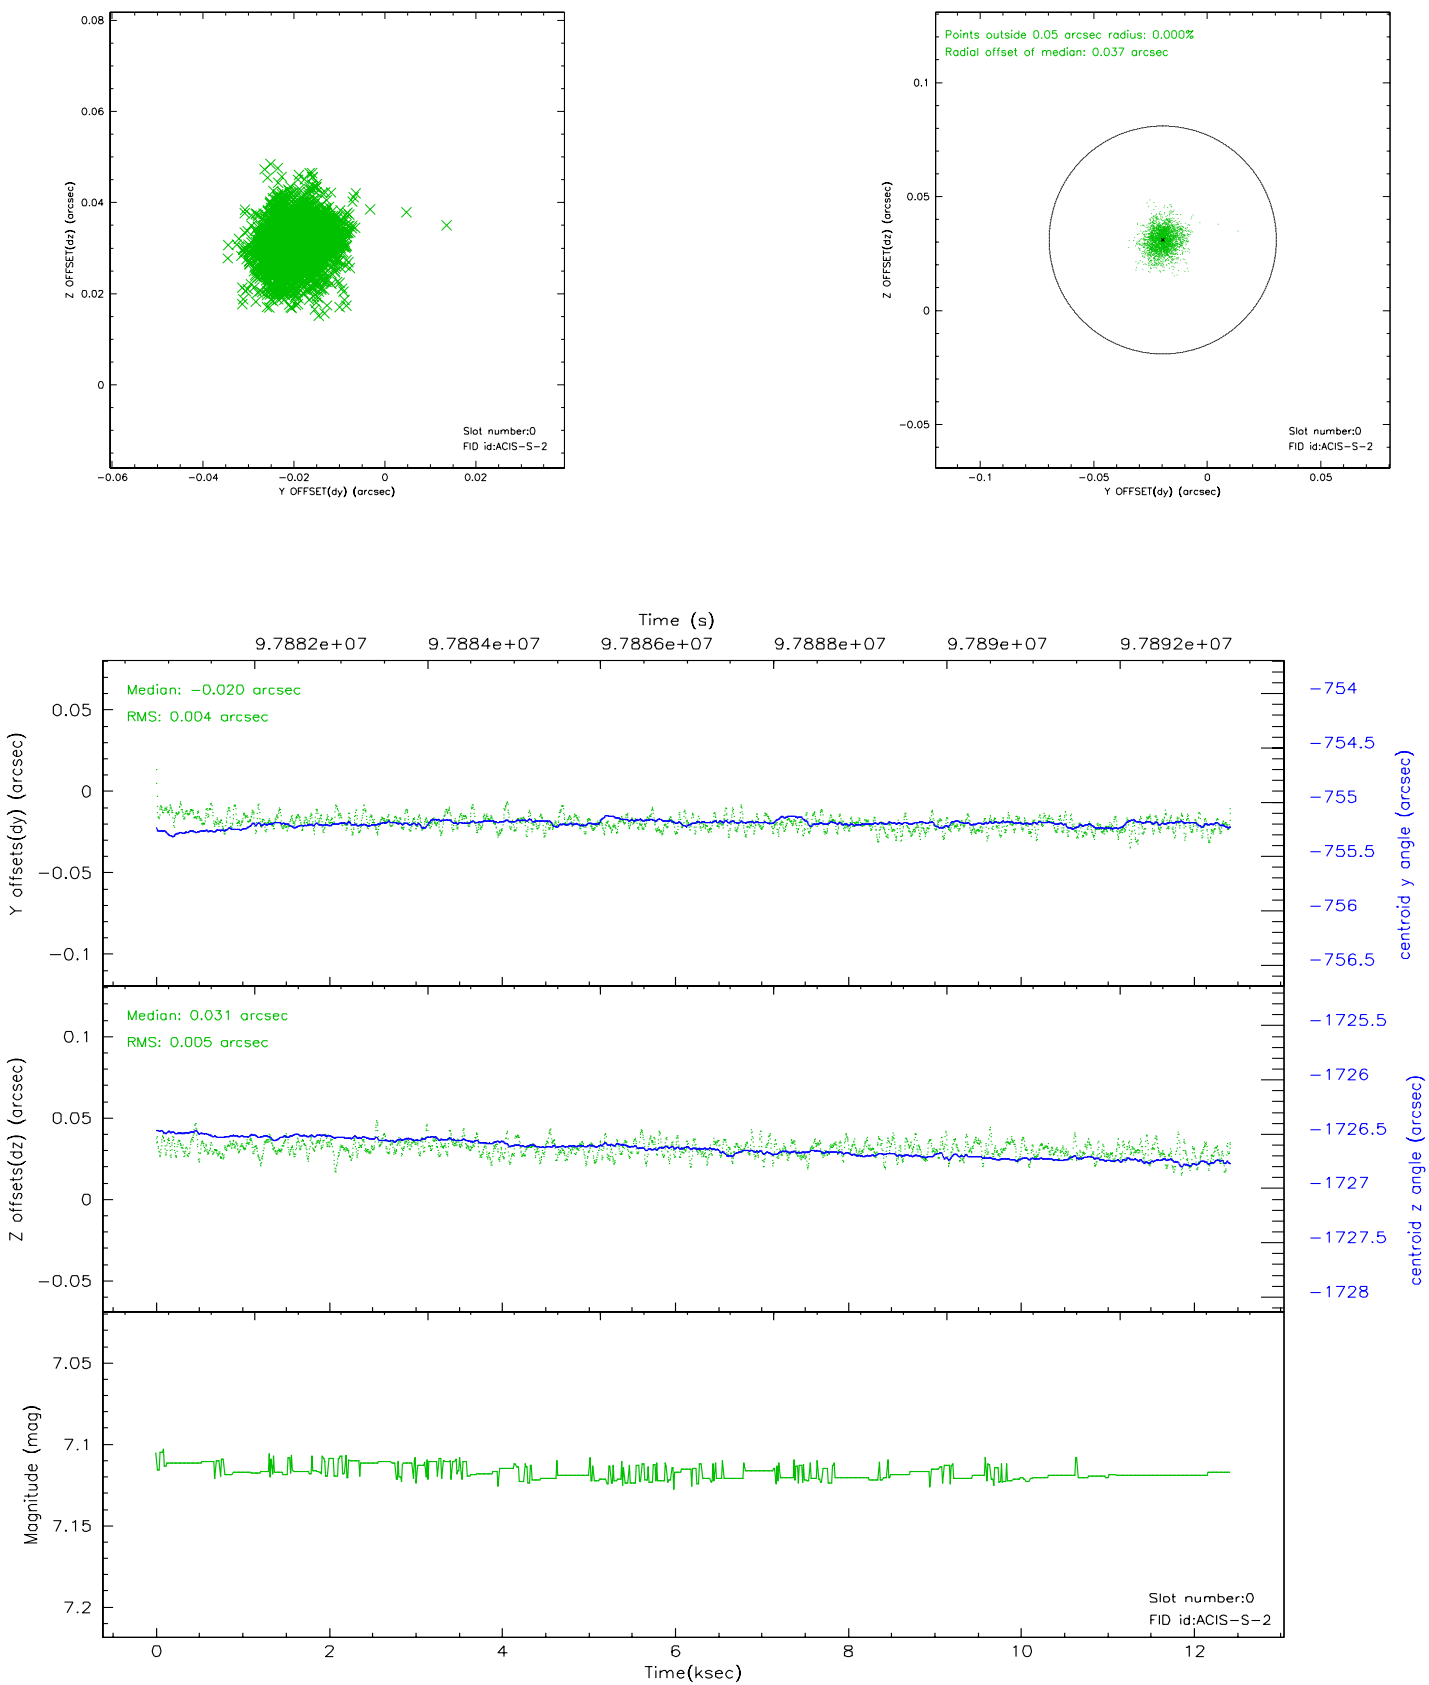 0.08
0.06
0.04
0.02
0
Z OFFSET(dz) (arcsec)
Slot number:0
FID id:ACIS-S-2
-0.06 -0.04 -0.02 0 0.02
Y OFFSET(dy) (arcsec)
Points outside 0.05 arcsec radius: 0.000%
Radial offset of median: 0.037 arcsec
0.1
0.05
0
-0.05
Z OFFSET(dz) (arcsec)
Slot number:0
FID id:ACIS-S-2
-0.1 -0.05 0 0.05
Y OFFSET(dy) (arcsec)
Time (s)
9.7882e+07 9.7884e+07 9.7886e+07 9.7888e+07 9.789e+07 9.7892e+07
Median: -0.020 arcsec
RMS: 0.004 arcsec
0.05
0
-0.05
-0.1
Y offsets(dy) (arcsec)
-754
-754.5
-755
-755.5
-756
-756.5
centroid y angle (arcsec)
Median: 0.031 arcsec
RMS: 0.005 arcsec
0.1
0.05
0
-0.05
Z offsets(dz) (arcsec)
-1725.5
-1726
-1726.5
-1727
-1727.5
-1728
centroid z angle (arcsec)
7.05
7.1
7.15
7.2
Magnitude (mag)
Slot number:0
FID id:ACIS-S-2
0 2 4 6 8 10 12
Time(ksec)